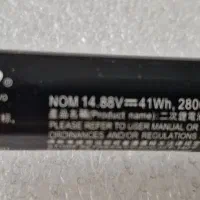 NOM 14.88V⎓41Wh, 280
產品名稱(Product name): 二次鋰電
PLEASE REFER TO USER MANUAL OR
ORDINANCES AND/OR REGULATIONS